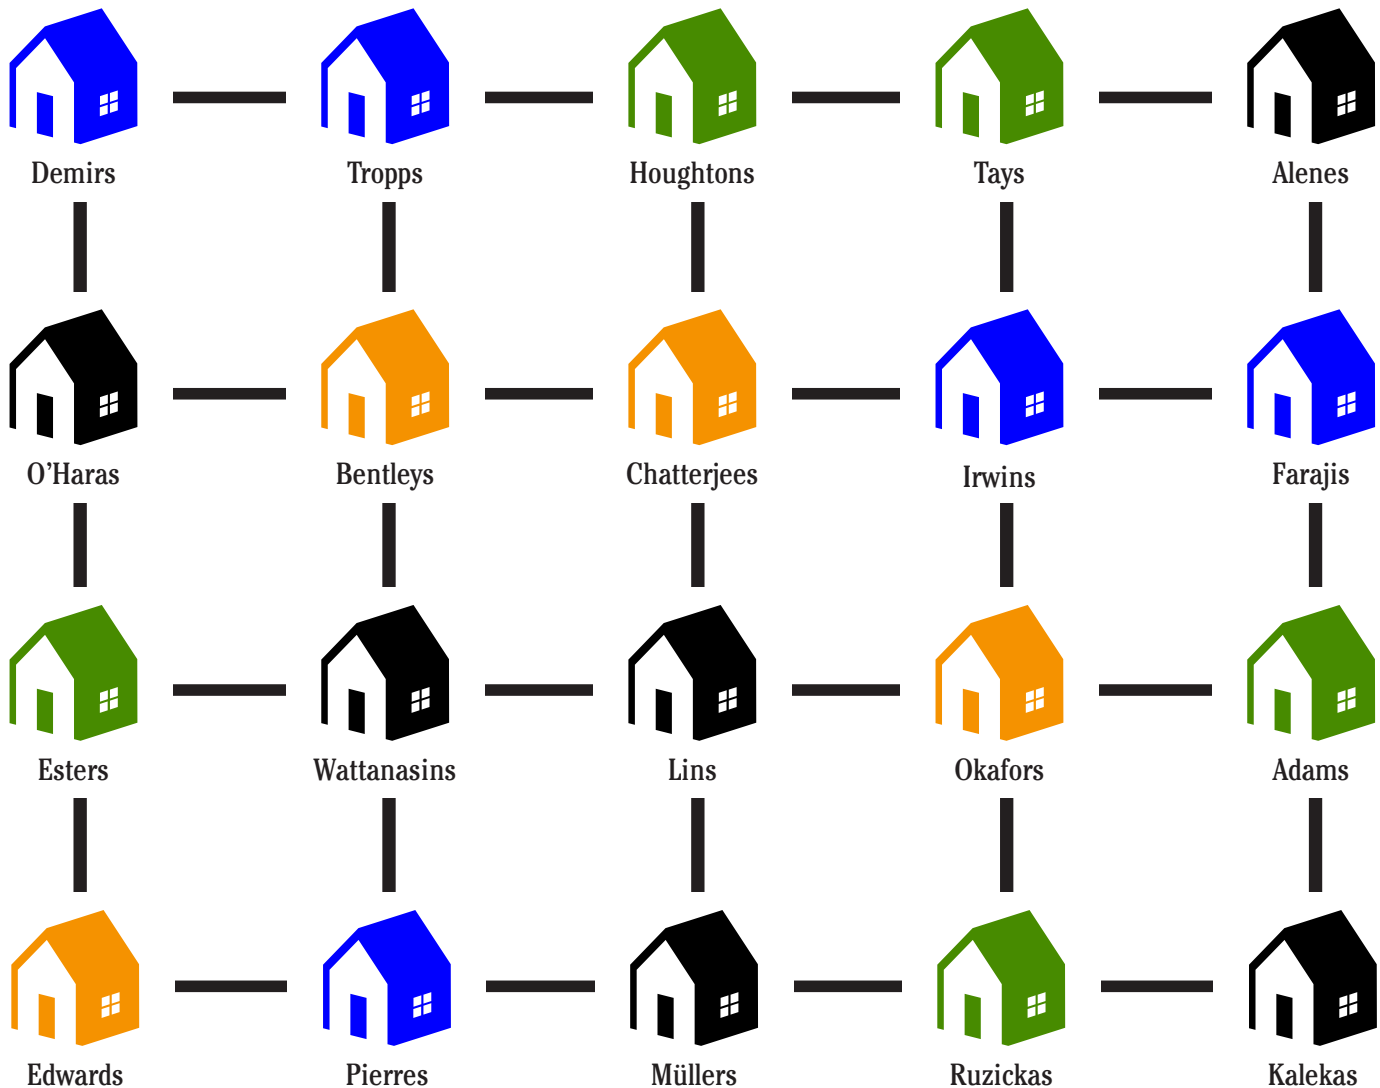 Demirs
Tropps
Houghtons
Tays
Alenes
O’Haras
Bentleys
Chatterjees
Irwins
Farajis
Esters
Wattanasins
Lins
Okafors
Adams
Edwards
Pierres
Müllers
Ruzickas
Kalekas